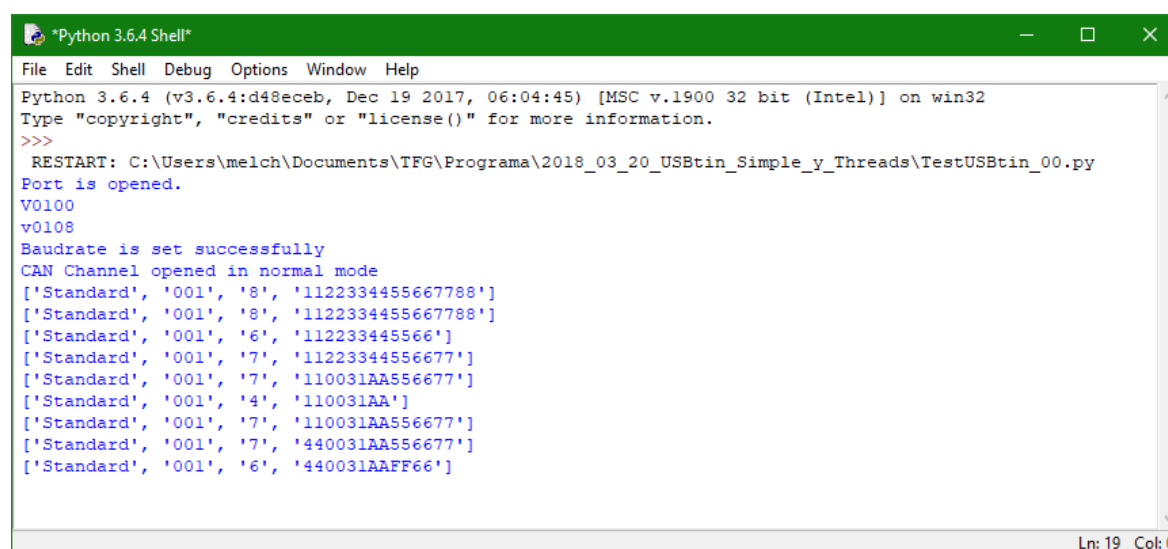 *Python 3.6.4 Shell*
File Edit Shell Debug Options Window Help
Python 3.6.4 (v3.6.4:d48eceb, Dec 19 2017, 06:04:45) [MSC v.1900 32 bit (Intel)] on win32
Type "copyright", "credits" or "license()" for more information.
>>>
 RESTART: C:\Users\melch\Documents\TFG\Programa\2018_03_20_USBtin_Simple_y_Threads\TestUSBtin_00.py
Port is opened.
V0100
v0108
Baudrate is set successfully
CAN Channel opened in normal mode
['Standard', '001', '8', '1122334455667788']
['Standard', '001', '8', '1122334455667788']
['Standard', '001', '6', '112233445566']
['Standard', '001', '7', '11223344556677']
['Standard', '001', '7', '110031AA556677']
['Standard', '001', '4', '110031AA']
['Standard', '001', '7', '110031AA556677']
['Standard', '001', '7', '440031AA556677']
['Standard', '001', '6', '440031AAFF66']
Ln: 19 Col: